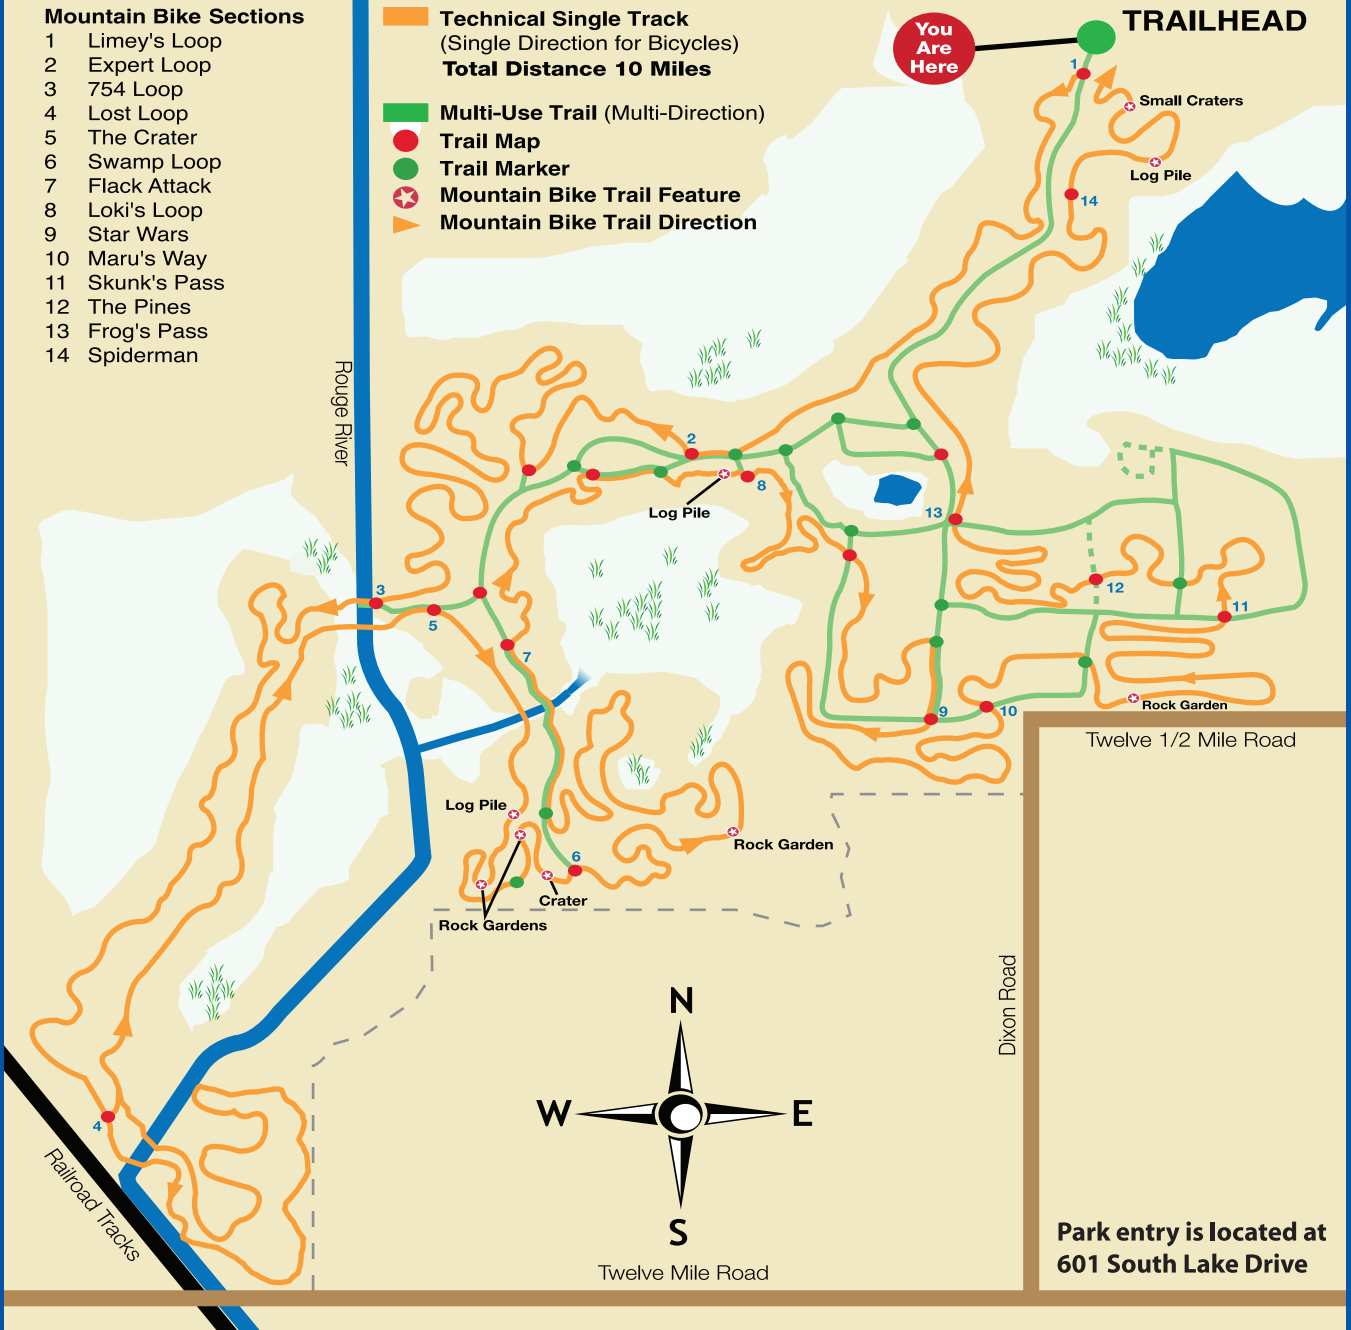 Mountain Bike Sections
1 Limey's Loop
2 Expert Loop
3 754 Loop
4 Lost Loop
5 The Crater
6 Swamp Loop
7 Flack Attack
8 Loki's Loop
9 Star Wars
10 Maru's Way
11 Skunk's Pass
12 The Pines
13 Frog's Pass
14 Spiderman
Technical Single Track
(Single Direction for Bicycles)
Total Distance 10 Miles
Multi-Use Trail (Multi-Direction)
Trail Map
Trail Marker
Mountain Bike Trail Feature
Mountain Bike Trail Direction
You
Are
Here
TRAILHEAD
1
Small Craters
Log Pile
14
Rouge River
2
8
Log Pile
13
3
5
12
11
7
9
10
Rock Garden
Twelve 1/2 Mile Road
Log Pile
Rock Garden
6
Crater
Rock Gardens
Dixon Road
N
W
E
S
4
Railroad Tracks
Park entry is located at
601 South Lake Drive
Twelve Mile Road